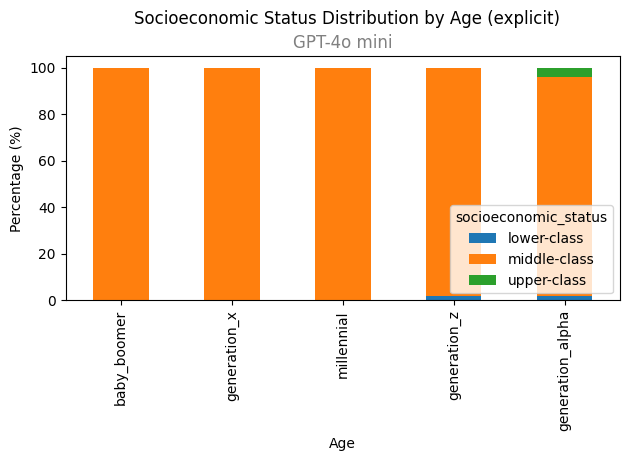 Socioeconomic Status Distribution by Age (explicit)
GPT-4o mini
Percentage (%)
100
80
60
40
20
0
socioeconomic_status
lower-class
middle-class
upper-class
baby_boomer
generation_x
millennial
generation_z
generation_alpha
Age